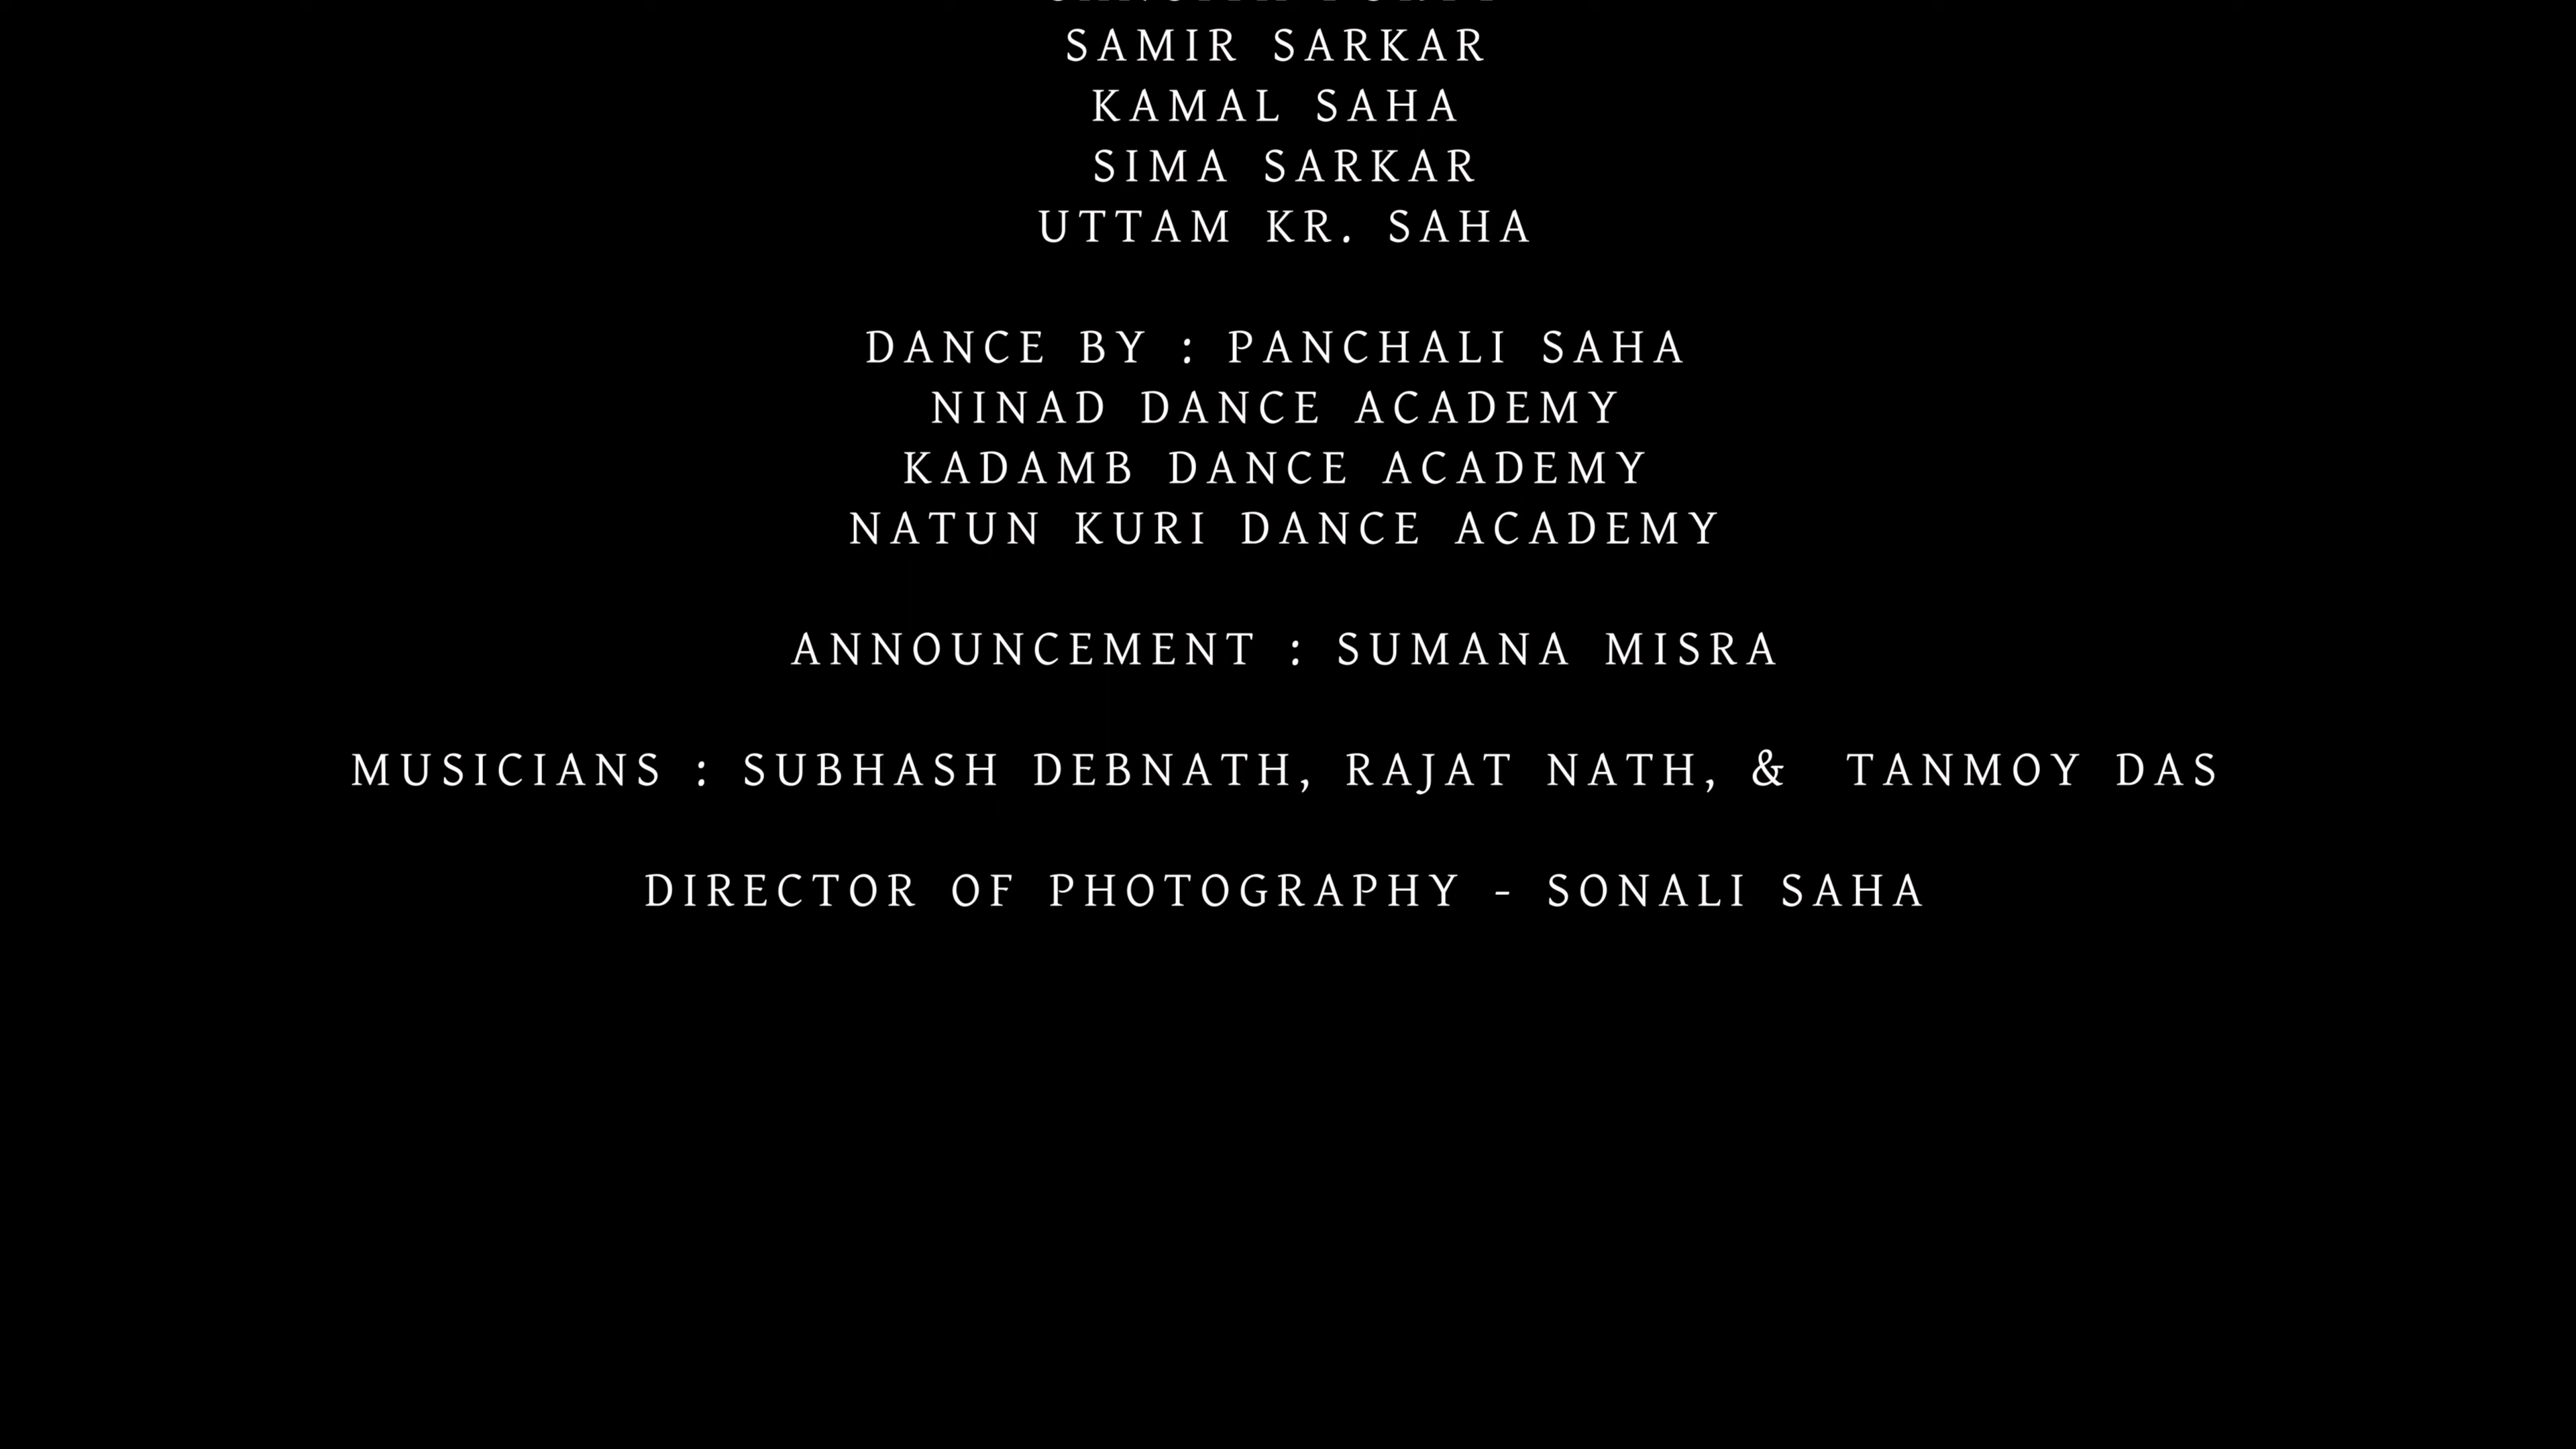 SAMIR SARKAR
KAMAL SAHA
SIMA SARKAR
UTTAM KR. SAHA
DANCE BY : PANCHALI SAHA
NINAD DANCE ACADEMY
KADAMB DANCE ACADEMY
NATUN KURI DANCE ACADEMY
ANNOUNCEMENT : SUMANA MISRA
MUSICIANS : SUBHASH DEBNATH, RAJAT NATH, & TANMOY DAS
DIRECTOR OF PHOTOGRAPHY - SONALI SAHA